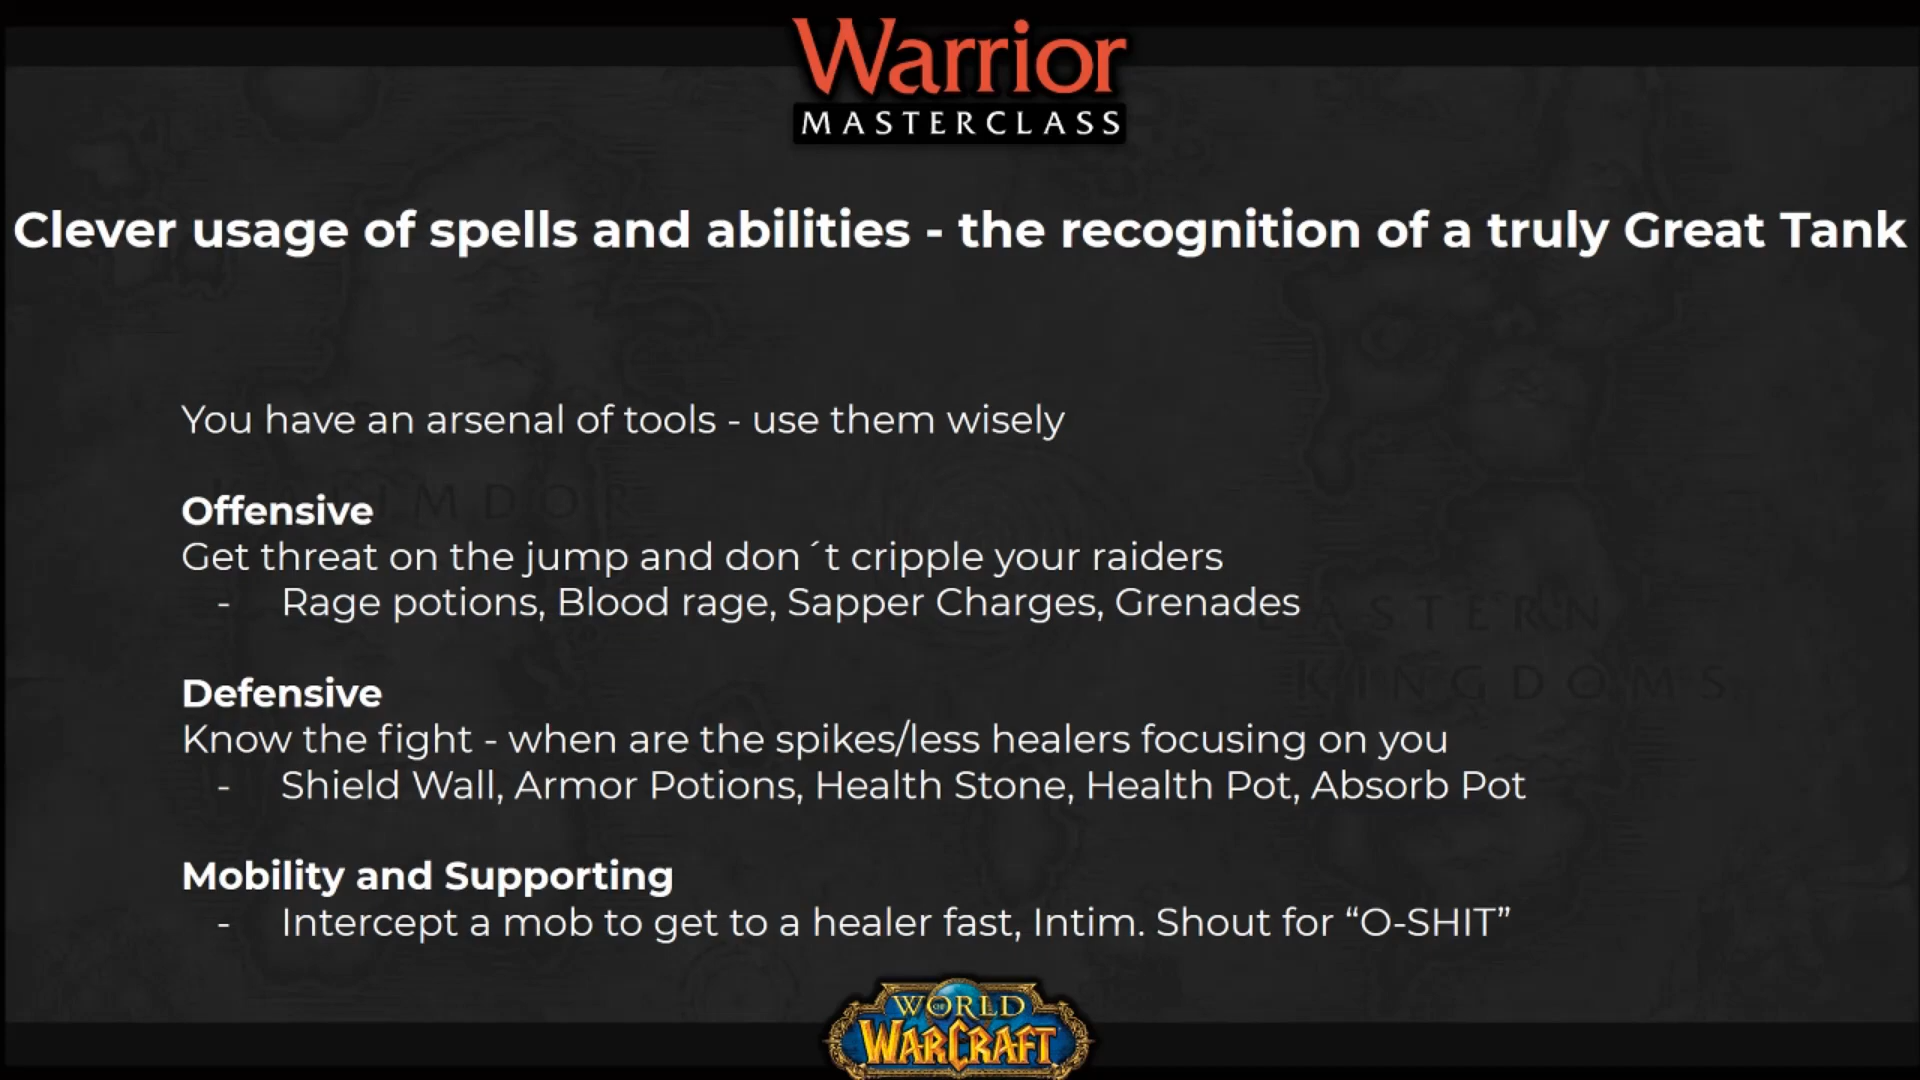 Warrior
MASTERCLASS
Clever usage of spells and abilities - the recognition of a truly Great Tank
You have an arsenal of tools - use them wisely
Offensive
Get threat on the jump and don´t cripple your raiders
- Rage potions, Blood rage, Sapper Charges, Grenades
Defensive
Know the fight - when are the spikes/less healers focusing on you
- Shield Wall, Armor Potions, Health Stone, Health Pot, Absorb Pot
Mobility and Supporting
- Intercept a mob to get to a healer fast, Intim. Shout for “O-SHIT”
EASTERN
KINGDOMS
WORLD OF
WARCRAFT